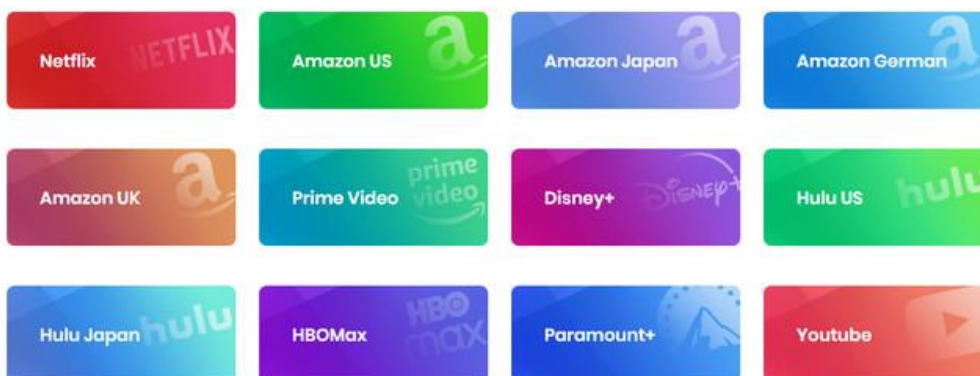 Netflix
NETFLIX
Amazon US
a
Amazon Japan
a
Amazon German
a
Amazon UK
a
Prime Video
prime
video
Disney+
Disney+
Hulu US
hulu
Hulu Japan
hulu
HBOMax
HBO
max
Paramount+
Youtube